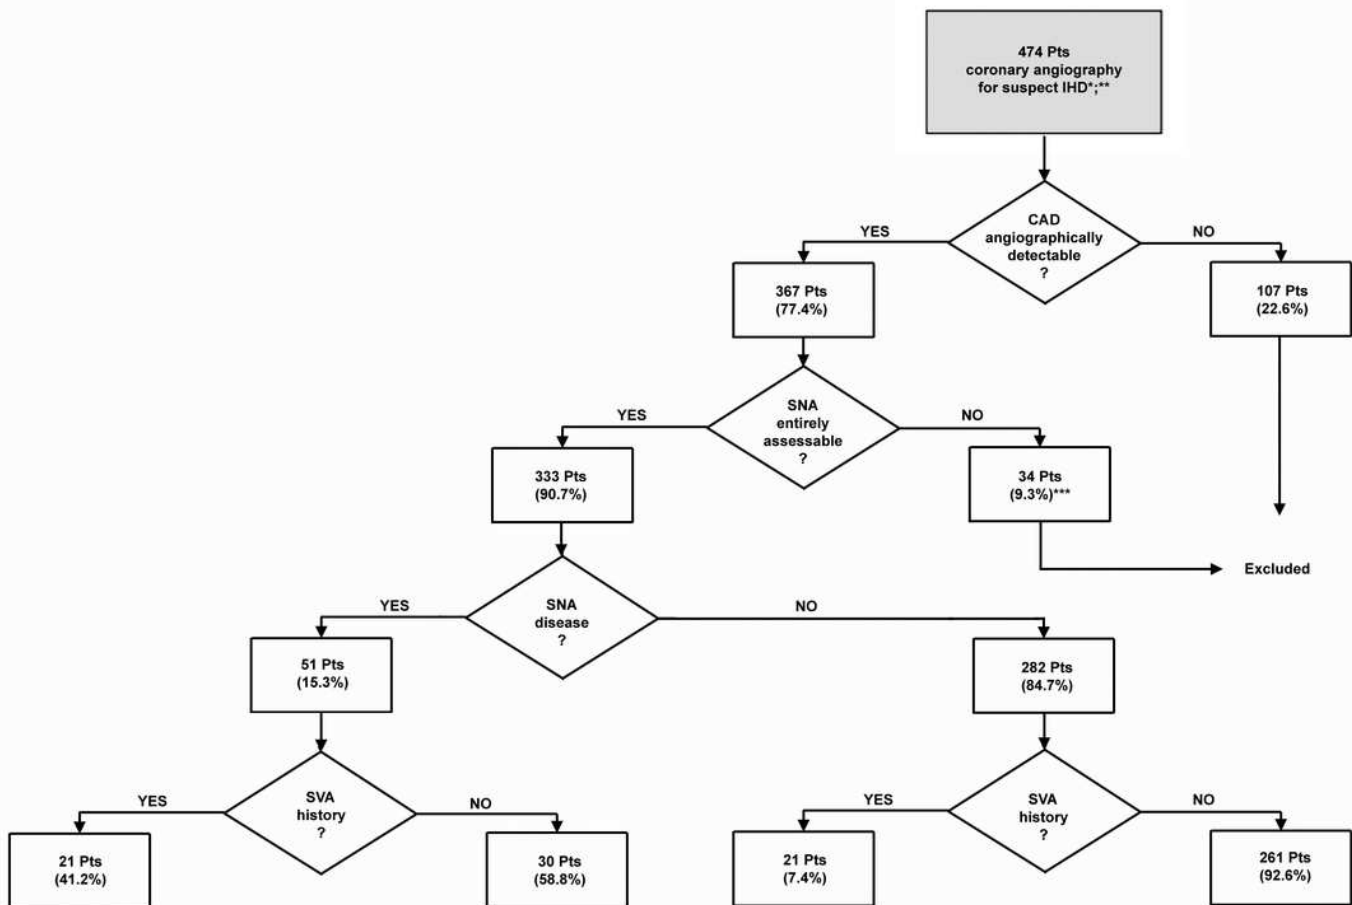 474 Pts
coronary angiography
for suspect IHD*;**
CAD
angiographically
detectable
?
YES
NO
367 Pts
(77.4%)
107 Pts
(22.6%)
SNA
entirely
assessable
?
YES
NO
333 Pts
(90.7%)
34 Pts
(9.3%)***
Excluded
SNA
disease
?
YES
NO
51 Pts
(15.3%)
282 Pts
(84.7%)
SVA
history
?
YES
NO
SVA
history
?
YES
NO
21 Pts
(41.2%)
30 Pts
(58.8%)
21 Pts
(7.4%)
261 Pts
(92.6%)